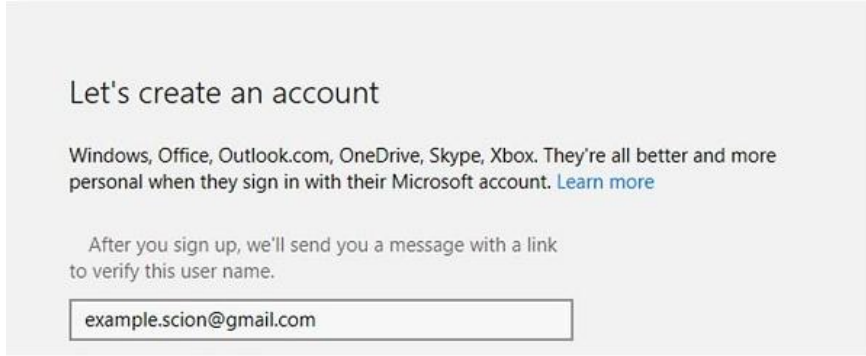 Let's create an account
Windows, Office, Outlook.com, OneDrive, Skype, Xbox. They're all better and more
personal when they sign in with their Microsoft account. Learn more
After you sign up, we'll send you a message with a link
to verify this user name.
example.scion@gmail.com